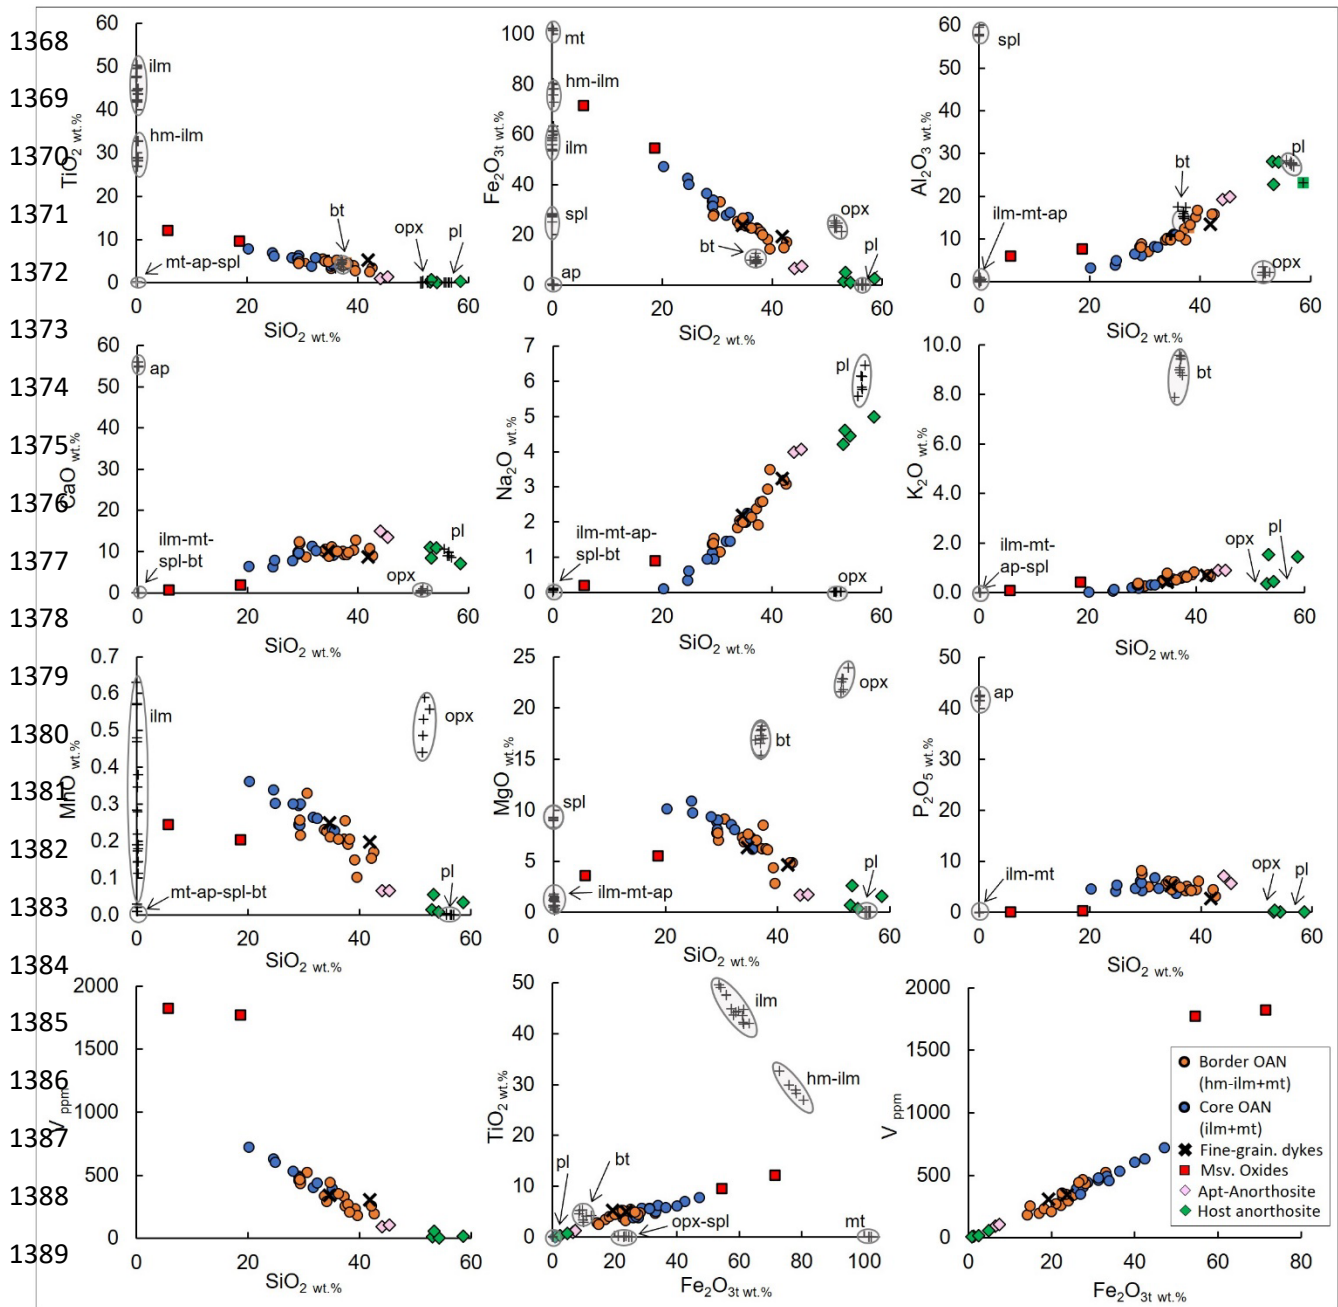 1368
1369
1370
1371
1372
1373
1374
1375
1376
1377
1378
1379
1380
1381
1382
1383
1384
1385
1386
1387
1388
1389
60
50
40
30
20
10
0
TiO2 wt.%
ilm
hm-ilm
bt
opx
pl
mt-ap-spl
0 20 40 60
SiO2 wt.%
100
80
60
40
20
0
Fe2O3t wt.%
mt
hm-ilm
ilm
spl
ap
bt
opx
pl
0 20 40 60
SiO2 wt.%
60
50
40
30
20
10
0
Al2O3 wt.%
spl
ilm-mt-ap
bt
pl
opx
0 20 40 60
SiO2 wt.%
60
50
40
30
20
10
0
CaO wt.%
ap
ilm-mt-
spl-bt
pl
opx
0 20 40 60
SiO2 wt.%
7
6
5
4
3
2
1
0
Na2O wt.%
pl
ilm-mt-ap-
spl-bt
opx
0 20 40 60
SiO2 wt.%
10.0
8.0
6.0
4.0
2.0
0.0
K2O wt.%
bt
ilm-mt-
ap-spl
opx
pl
0 20 40 60
SiO2 wt.%
0.7
0.6
0.5
0.4
0.3
0.2
0.1
0.0
MnO wt.%
ilm
opx
mt-ap-spl-bt
pl
0 20 40 60
SiO2 wt.%
25
20
15
10
5
0
MgO wt.%
opx
bt
spl
ilm-mt-ap
pl
0 20 40 60
SiO2 wt.%
50
40
30
20
10
0
P2O5 wt.%
ap
ilm-mt
opx
pl
0 20 40 60
SiO2 wt.%
2000
1500
1000
500
0
V ppm
0 20 40 60
SiO2 wt.%
50
40
30
20
10
0
TiO2 wt.%
ilm
hm-ilm
pl
bt
opx-spl
mt
0 20 40 60 80 100
Fe2O3t wt.%
2000
1500
1000
500
0
V ppm
Border OAN
(hm-ilm+mt)
Core OAN
(ilm+mt)
Fine-grain. dykes
Msv. Oxides
Apt-Anorthosite
Host anorthosite
0 20 40 60 80
Fe2O3t wt.%